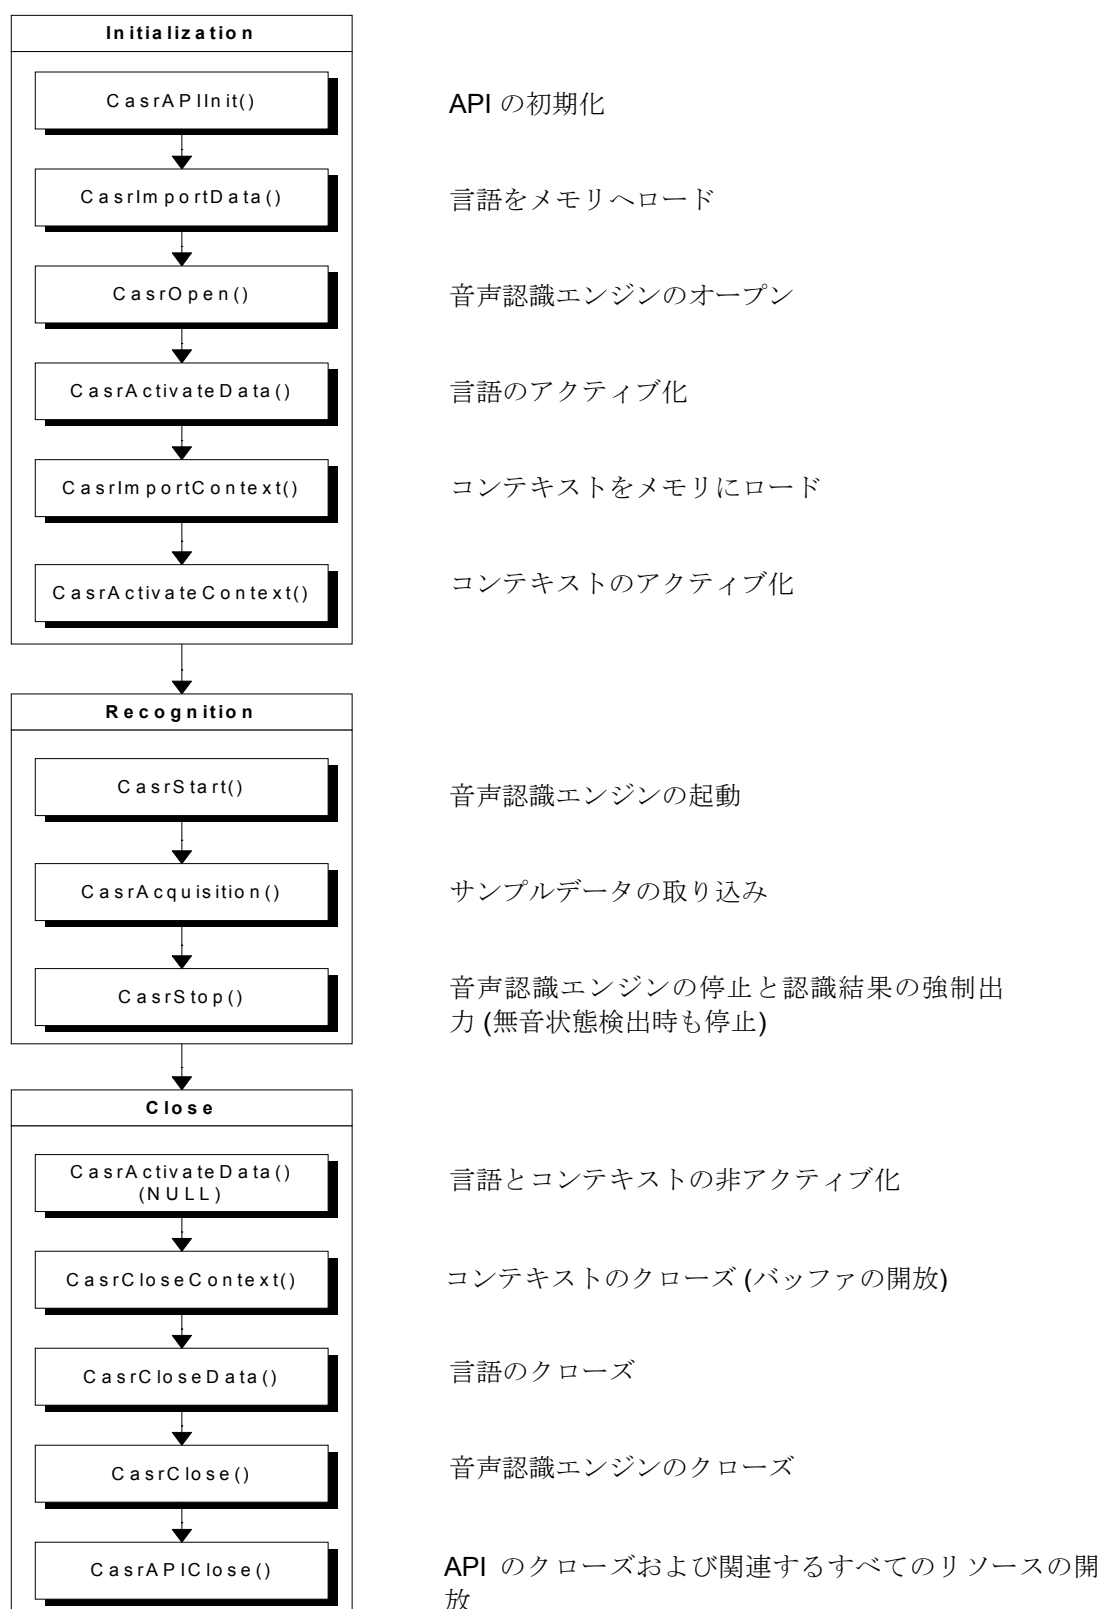 Initialization
CasrAPIInit()
API の初期化
CasrImportData()
言語をメモリへロード
CasrOpen()
音声認識エンジンのオープン
CasrActivateData()
言語のアクティブ化
CasrImportContext()
コンテキストをメモリにロード
CasrActivateContext()
コンテキストのアクティブ化
Recognition
CasrStart()
音声認識エンジンの起動
CasrAcquisition()
サンプルデータの取り込み
CasrStop()
音声認識エンジンの停止と認識結果の強制出
力 (無音状態検出時も停止)
Close
CasrActivateData()
(NULL)
言語とコンテキストの非アクティブ化
CasrCloseContext()
コンテキストのクローズ (バッファの開放)
CasrCloseData()
言語のクローズ
CasrClose()
音声認識エンジンのクローズ
CasrAPIClose()
API のクローズおよび関連するすべてのリソースの開
放